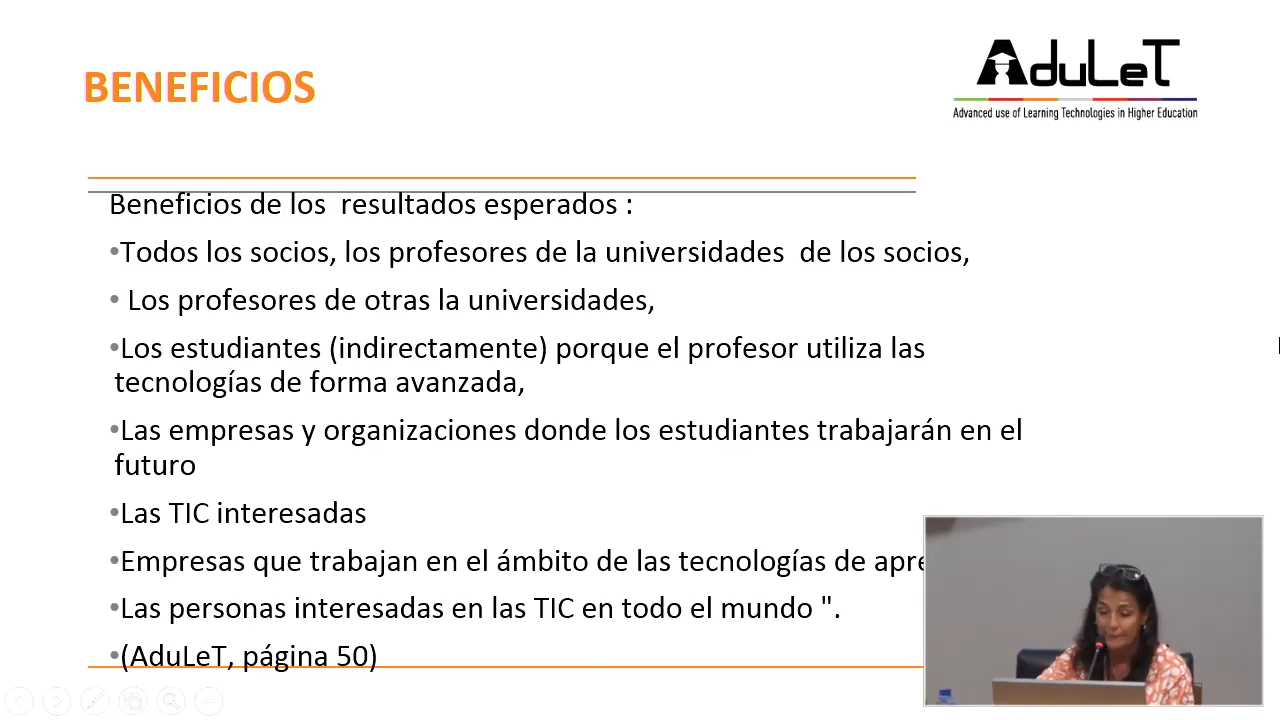 BENEFICIOS
AduLeT
Advanced use of Learning Technologies in Higher Education
Beneficios de los  resultados esperados :
•Todos los socios, los profesores de la universidades  de los socios,
• Los profesores de otras la universidades,
•Los estudiantes (indirectamente) porque el profesor utiliza las
tecnologías de forma avanzada,
•Las empresas y organizaciones donde los estudiantes trabajarán en el
futuro
•Las TIC interesadas
•Empresas que trabajan en el ámbito de las tecnologías de apre
•Las personas interesadas en las TIC en todo el mundo ".
•(AduLeT, página 50)